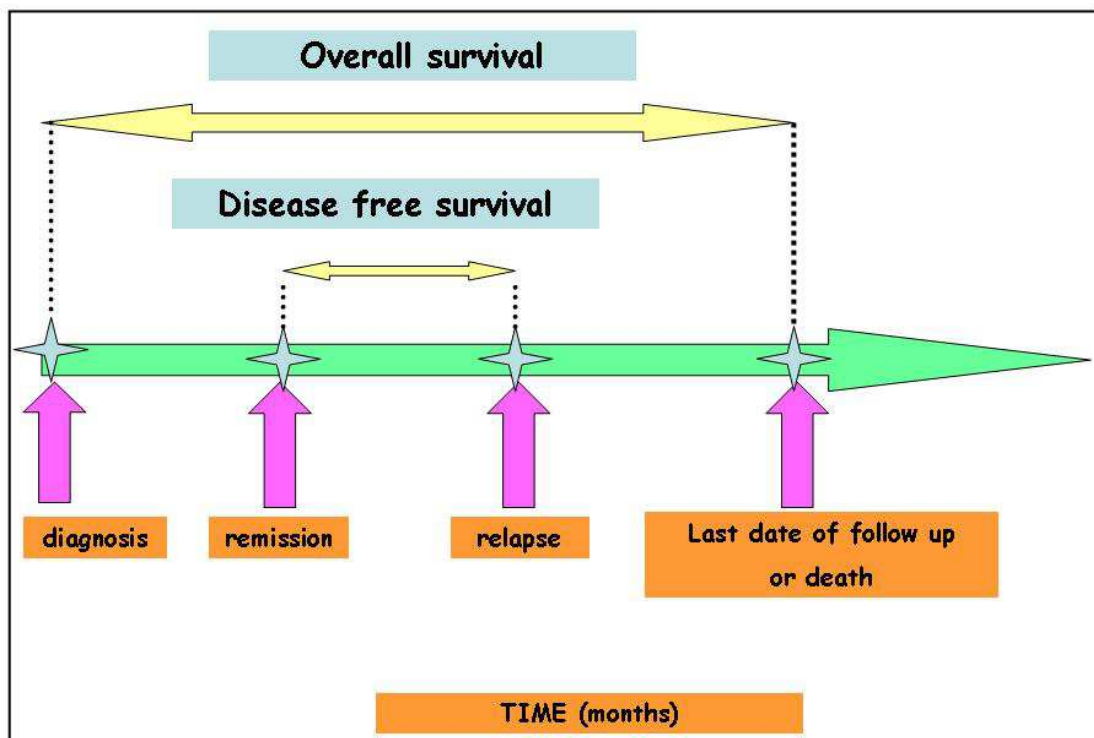 Overall survival
Disease free survival
diagnosis
remission
relapse
Last date of follow up
or death
TIME (months)